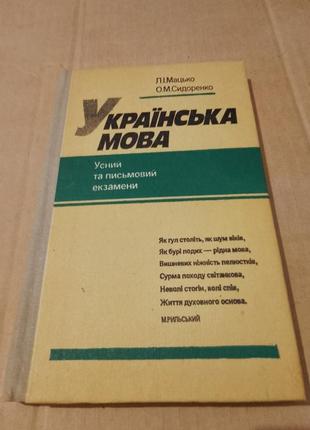 Л.І.Мацько
О.М.Сидоренко
УКРАЇНСЬКА
МОВА
Усний
та письмовий
екзамени
Як гул століть, як шум віків,
Як бурі подих — рідна мова,
Вишневих ніжність пелюстків,
Сурма походу світанкова,
Неволі стогін, волі спів,
Життя духовного основа.
М.РИЛЬСЬКИЙ